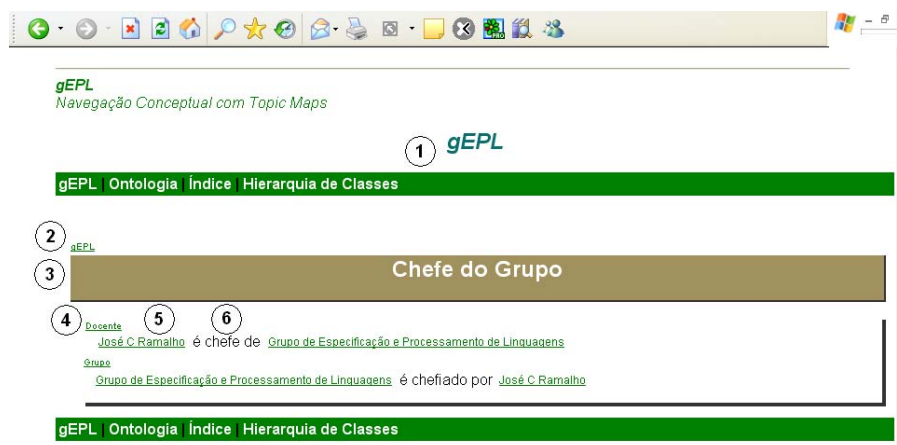 PRO
gEPL
Navegação Conceptual com Topic Maps
1 gEPL
gEPL | Ontologia | Índice | Hierarquia de Classes
2 gEPL
3 Chefe do Grupo
4 5 6
Docente
José C Ramalho é chefe de Grupo de Especificação e Processamento de Linguagens
Grupo
Grupo de Especificação e Processamento de Linguagens é chefiado por José C Ramalho
gEPL | Ontologia | Índice | Hierarquia de Classes